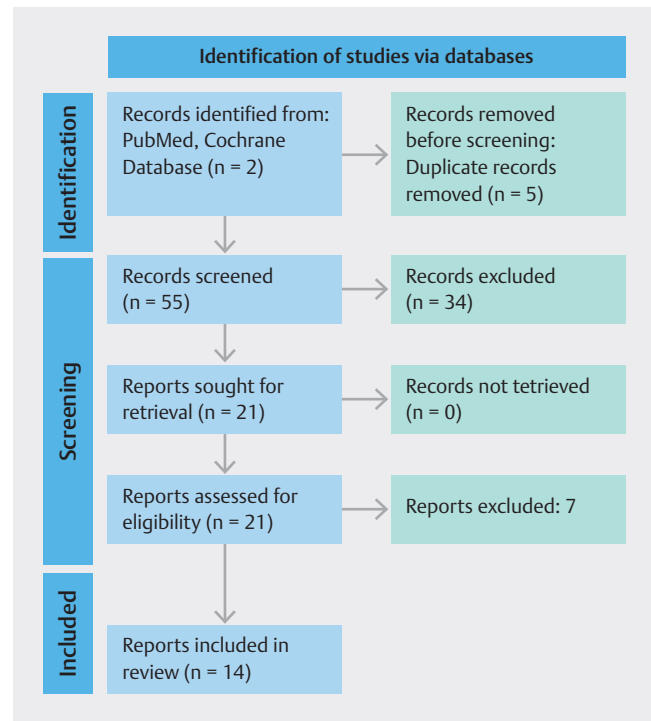 Identification of studies via databases
Identification
Records identified from:
PubMed, Cochrane
Database (n = 2)
Records removed
before screening:
Duplicate records
removed (n = 5)
Screening
Records screened
(n = 55)
Records excluded
(n = 34)
Reports sought for
retrieval (n = 21)
Records not tetrieved
(n = 0)
Reports assessed for
eligibility (n = 21)
Reports excluded: 7
Included
Reports included in
review (n = 14)